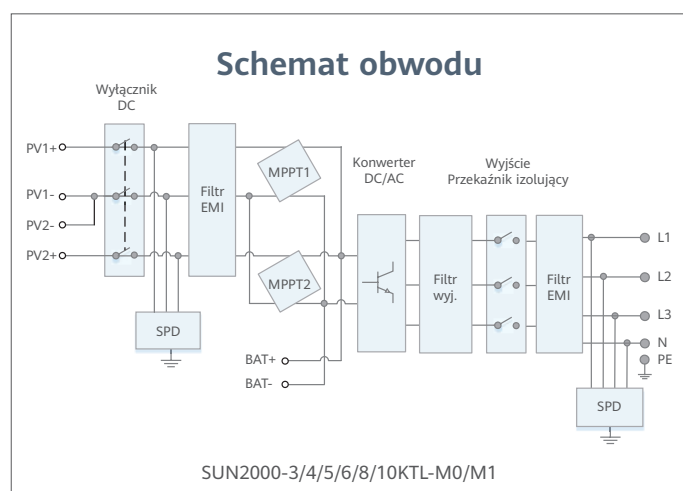 Schemat obwodu
Wyłącznik
DC
PV1+
PV1-
PV2-
PV2+
Filtr
EMI
MPPT1
MPPT2
SPD
BAT+
BAT-
Konwerter
DC/AC
Filtr
wyj.
Wyjście
Przekaźnik izolujący
Filtr
EMI
L1
L2
L3
N
PE
SPD
SUN2000-3/4/5/6/8/10KTL-M0/M1